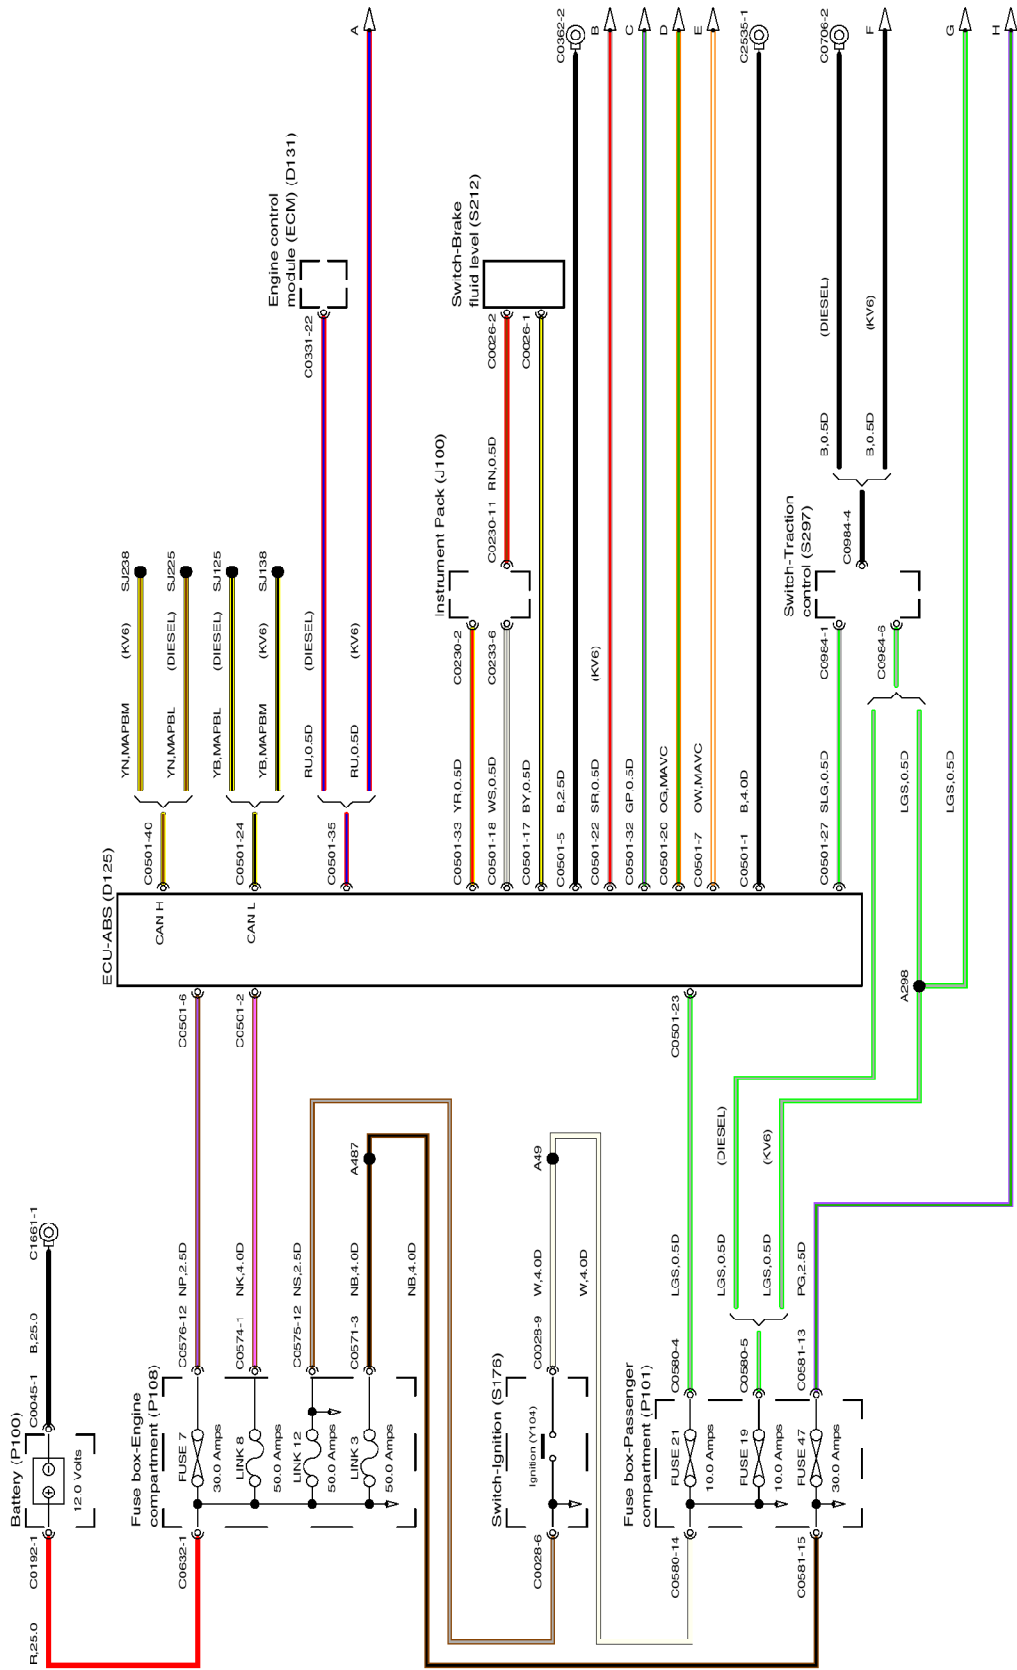 Battery (P100)
12.0 Volts
C0192-1
R,25.0
C0045-1
B,25.0
C1661-1
Fuse box-Engine
compartment (P108)
C0632-1
FUSE 7
30.0 Amps
LINK 8
50.0 Amps
LINK 12
50.0 Amps
LINK 3
50.0 Amps
C0576-12
NP,2.5D
C0501-6
C0574-1
NK,4.0D
C0501-2
C0575-12
NS,2.5D
C0571-3
NB,4.0D
A487
NB,4.0D
Switch-Ignition (S176)
Ignition (Y104)
C0028-6
C0028-9
W,4.0D
A49
W,4.0D
Fuse box-Passenger
compartment (P101)
C0580-14
C0581-15
FUSE 21
10.0 Amps
FUSE 19
10.0 Amps
FUSE 47
30.0 Amps
C0580-4
LGS,0.5D
C0501-23
C0580-5
LGS,0.5D
(DIESEL)
LGS,0.5D
(KV6)
C0581-13
PG,2.5D
A298
ECU-ABS (D125)
CAN H
CAN L
C0501-40
YN,MAPBM
(KV6)
SJ238
YN,MAPBL
(DIESEL)
SJ225
C0501-24
YB,MAPBL
(DIESEL)
SJ125
YB,MAPBM
(KV6)
SJ138
C0501-35
RU,0.5D
(DIESEL)
C0331-22
Engine control
module (ECM) (D131)
RU,0.5D
(KV6)
A
C0501-33
YR,0.5D
C0230-2
C0501-18
WS,0.5D
C0233-6
Instrument Pack (J100)
C0230-11
RN,0.5D
C0026-2
Switch-Brake
fluid level (S212)
C0501-17
BY,0.5D
C0026-1
C0501-5
B,2.5D
C0362-2
C0501-22
SR,0.5D
(KV6)
B
C0501-32
GP,0.5D
C
C0501-20
OG,MAVC
D
C0501-7
OW,MAVC
E
C0501-1
B,4.0D
C2535-1
C0501-27
SLG,0.5D
C0984-1
Switch-Traction
control (S297)
C0984-6
C0984-4
B,0.5D
(DIESEL)
C0706-2
B,0.5D
(KV6)
F
LGS,0.5D
LGS,0.5D
G
H